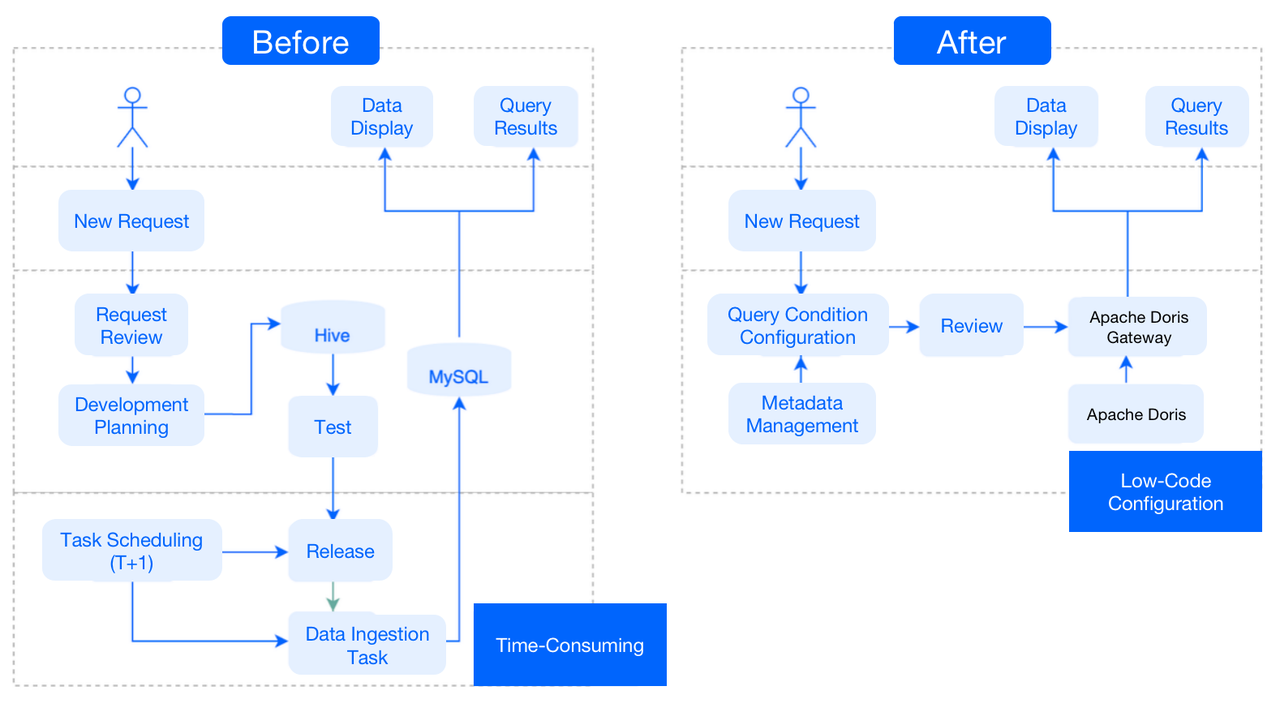 Before
Data
Display
Query
Results
New Request
Request
Review
Hive
MySQL
Development
Planning
Test
Task Scheduling
(T+1)
Release
Data Ingestion
Task
Time-Consuming
After
Data
Display
Query
Results
New Request
Query Condition
Configuration
Review
Apache Doris
Gateway
Metadata
Management
Apache Doris
Low-Code
Configuration